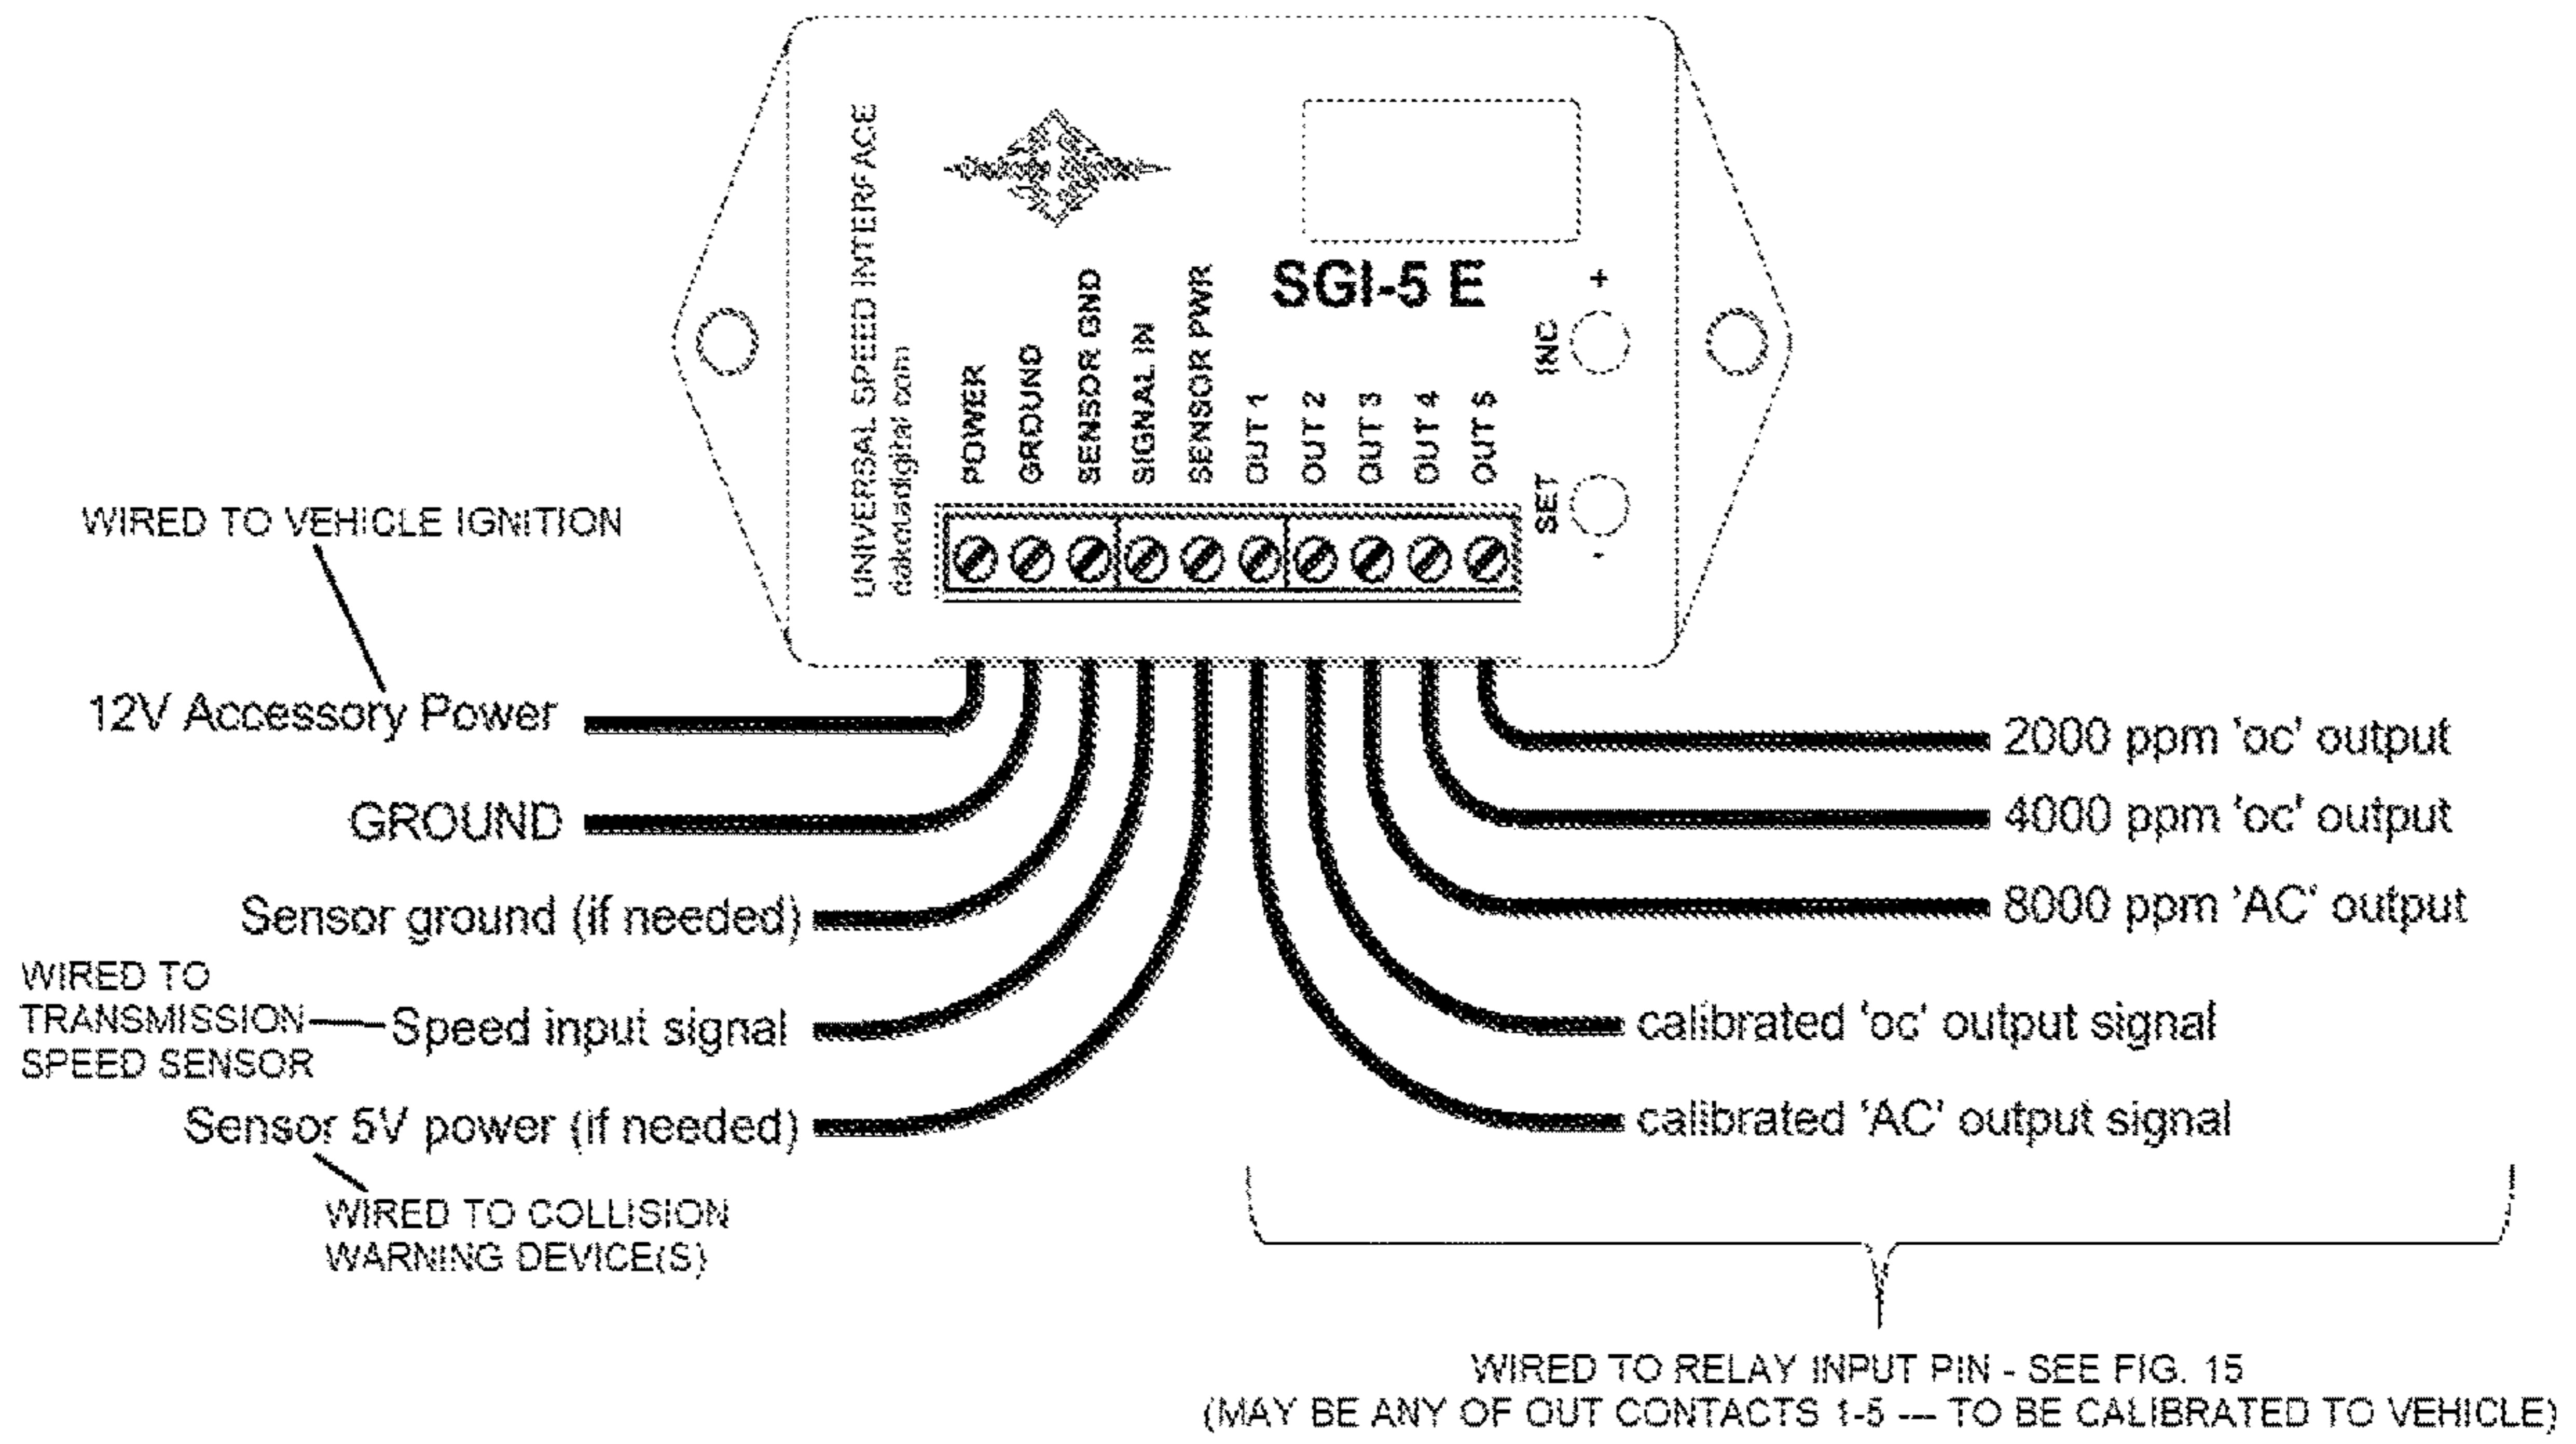 UNIVERSAL SPEED INTERFACE
dakotadigital.com
SGI-5 E
+
INC
SET
-
POWER
GROUND
SENSOR GND
SIGNAL IN
SENSOR PWR
OUT 1
OUT 2
OUT 3
OUT 4
OUT 5
WIRED TO VEHICLE IGNITION
12V Accessory Power
GROUND
Sensor ground (if needed)
WIRED TO
TRANSMISSION
SPEED SENSOR
Speed input signal
Sensor 5V power (if needed)
WIRED TO COLLISION
WARNING DEVICE(S)
2000 ppm 'oc' output
4000 ppm 'oc' output
8000 ppm 'AC' output
calibrated 'oc' output signal
calibrated 'AC' output signal
WIRED TO RELAY INPUT PIN - SEE FIG. 15
(MAY BE ANY OF OUT CONTACTS 1-5 --- TO BE CALIBRATED TO VEHICLE)